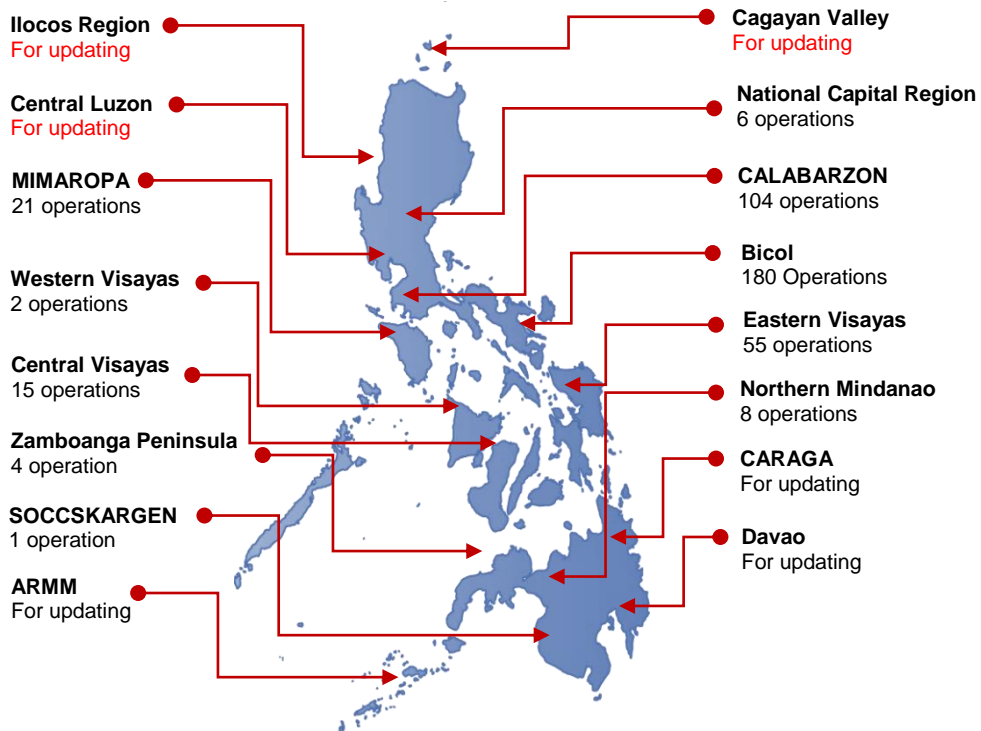 Ilocos Region
For updating
Central Luzon
For updating
MIMAROPA
21 operations
Western Visayas
2 operations
Central Visayas
15 operations
Zamboanga Peninsula
4 operation
SOCCSKARGEN
1 operation
ARMM
For updating
Cagayan Valley
For updating
National Capital Region
6 operations
CALABARZON
104 operations
Bicol
180 Operations
Eastern Visayas
55 operations
Northern Mindanao
8 operations
CARAGA
For updating
Davao
For updating